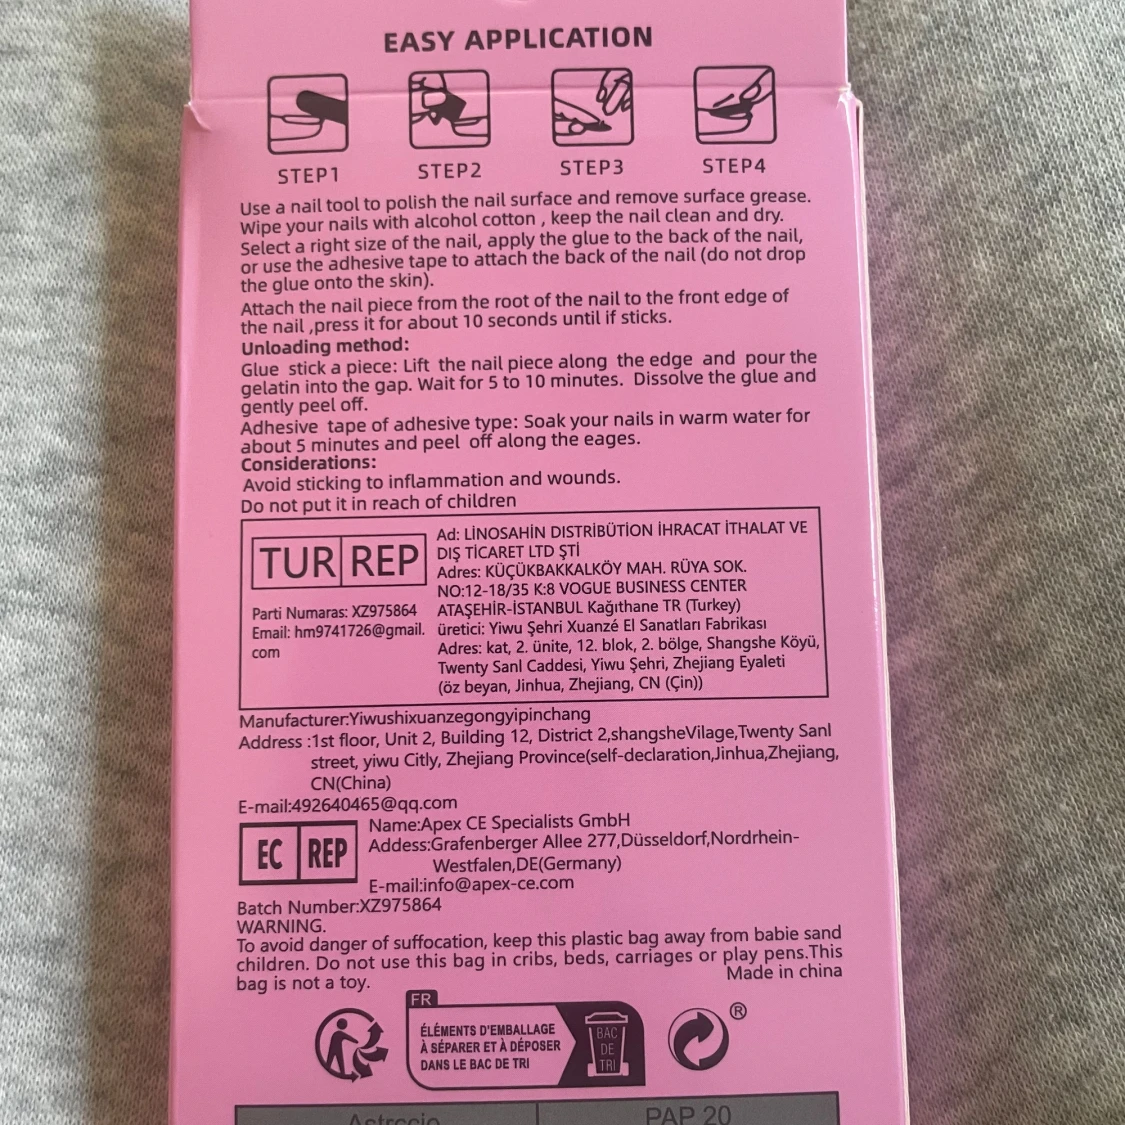 EASY APPLICATION
STEP1 STEP2 STEP3 STEP4
Use a nail tool to polish the nail surface and remove surface grease.
Wipe your nails with alcohol cotton , keep the nail clean and dry.
Select a right size of the nail, apply the glue to the back of the nail,
or use the adhesive tape to attach the back of the nail (do not drop
the glue onto the skin).
Attach the nail piece from the root of the nail to the front edge of
the nail ,press it for about 10 seconds until if sticks.
Unloading method:
Glue stick a piece: Lift the nail piece along the edge and pour the
gelatin into the gap. Wait for 5 to 10 minutes. Dissolve the glue and
gently peel off.
Adhesive tape of adhesive type: Soak your nails in warm water for
about 5 minutes and peel off along the eages.
Considerations:
Avoid sticking to inflammation and wounds.
Do not put it in reach of children
TUR REP
Parti Numaras: XZ975864
Email: hm9741726@gmail.
com
Ad: LİNOSAHİN DISTRİBÜTİON İHRACAT İTHALAT VE
DIŞ TİCARET LTD ŞTİ
Adres: KÜÇÜKBAKKALKÖY MAH. RÜYA SOK.
NO:12-18/35 K:8 VOGUE BUSINESS CENTER
ATAŞEHİR-İSTANBUL Kağıthane TR (Turkey)
üretici: Yiwu Şehri Xuanzé El Sanatları Fabrikası
Adres: kat, 2. ünite, 12. blok, 2. bölge, Shangshe Köyü,
Twenty Sanl Caddesi, Yiwu Şehri, Zhejiang Eyaleti
(öz beyan, Jinhua, Zhejiang, CN (Çin))
Manufacturer:Yiwushixuanzegongyipinchang
Address :1st floor, Unit 2, Building 12, District 2,shangsheVilage,Twenty Sanl
street, yiwu Citly, Zhejiang Province(self-declaration,Jinhua,Zhejiang,
CN(China)
E-mail:492640465@qq.com
EC REP
Name:Apex CE Specialists GmbH
Addess:Grafenberger Allee 277,Düsseldorf,Nordrhein-
Westfalen,DE(Germany)
E-mail:info@apex-ce.com
Batch Number:XZ975864
WARNING.
To avoid danger of suffocation, keep this plastic bag away from babie sand
children. Do not use this bag in cribs, beds, carriages or play pens.This
bag is not a toy.
Made in china
FR
ÉLÉMENTS D'EMBALLAGE
À SÉPARER ET À DÉPOSER
DANS LE BAC DE TRI
BAC
DE
TRI
®
PAP 20